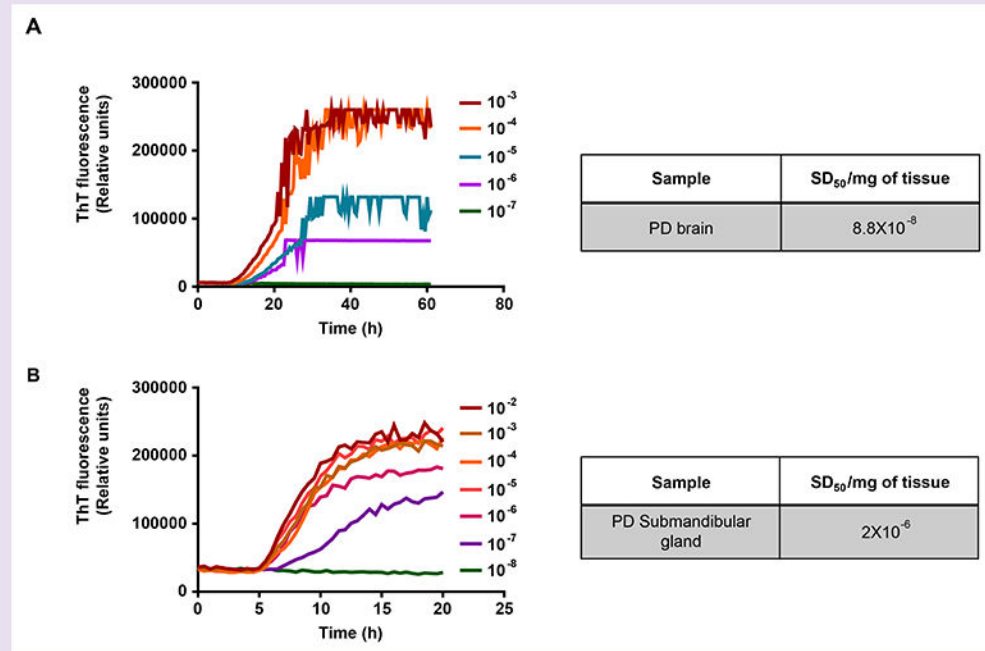 A
ThT fluorescence
(Relative units)
300000
200000
100000
0
0 20 40 60 80
Time (h)
10⁻³
10⁻⁴
10⁻⁵
10⁻⁶
10⁻⁷
Sample SD₅₀/mg of tissue
PD brain 8.8X10⁻⁸
B
ThT fluorescence
(Relative units)
300000
200000
100000
0
0 5 10 15 20 25
Time (h)
10⁻²
10⁻³
10⁻⁴
10⁻⁵
10⁻⁶
10⁻⁷
10⁻⁸
Sample SD₅₀/mg of tissue
PD Submandibular
gland 2X10⁻⁶